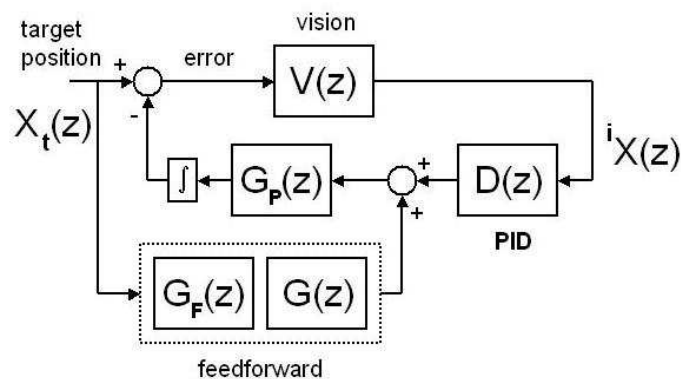 target
position
vision
+
error
V(z)
-
X_t(z)
∫
G_P(z)
+
D(z)
^iX(z)
+
PID
G_F(z)
G(z)
feedforward